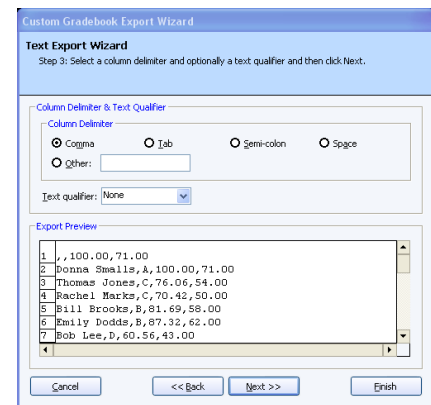 Custom Gradebook Export Wizard
Text Export Wizard
Step 3: Select a column delimiter and optionally a text qualifier and then click Next.
Column Delimiter & Text Qualifier
Column Delimiter
Comma Tab Semi-colon Space
Other:
Text qualifier: None
Export Preview
1 ,,100.00,71.00
2 Donna Smalls,A,100.00,71.00
3 Thomas Jones,C,76.06,54.00
4 Rachel Marks,C,70.42,50.00
5 Bill Brooks,B,81.69,58.00
6 Emily Dodds,B,87.32,62.00
7 Bob Lee,D,60.56,43.00
Cancel << Back Next >> Finish